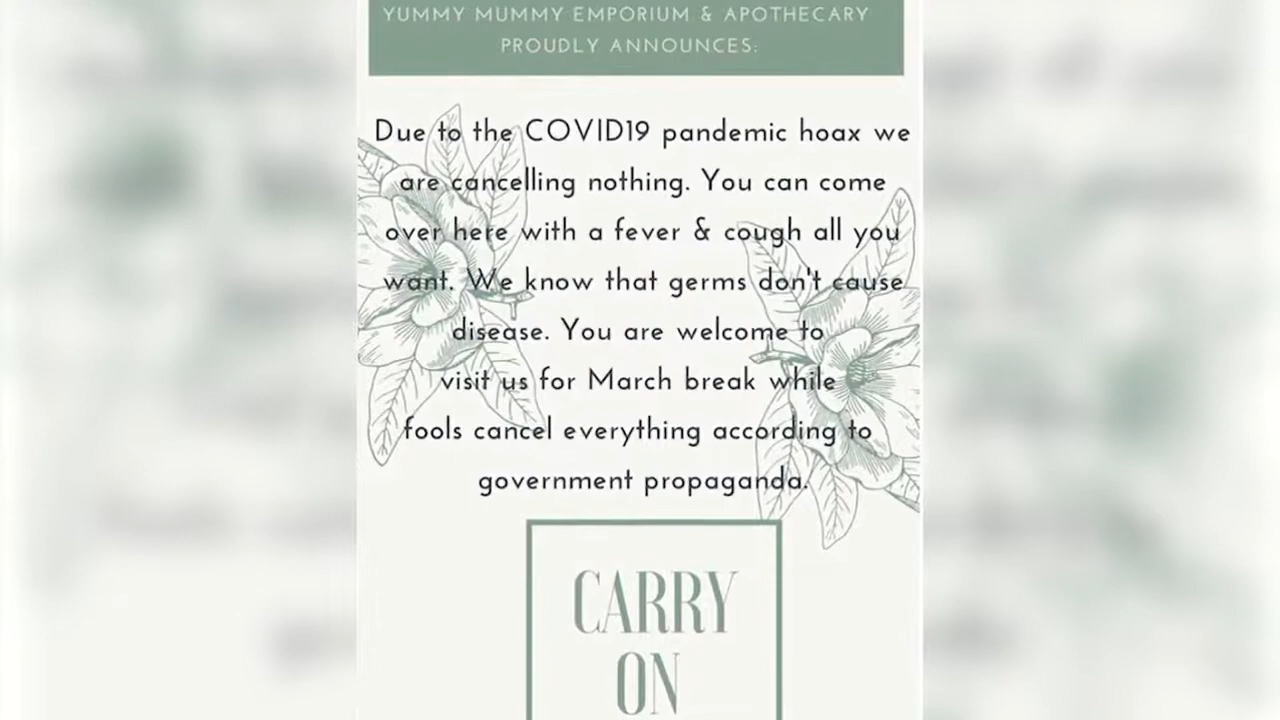 YUMMY MUMMY EMPORIUM & APOTHECARY
PROUDLY ANNOUNCES:
Due to the COVID19 pandemic hoax we
are cancelling nothing. You can come
over here with a fever & cough all you
want. We know that germs don't cause
disease. You are welcome to
visit us for March break while
fools cancel everything according to
government propaganda.
CARRY
ON